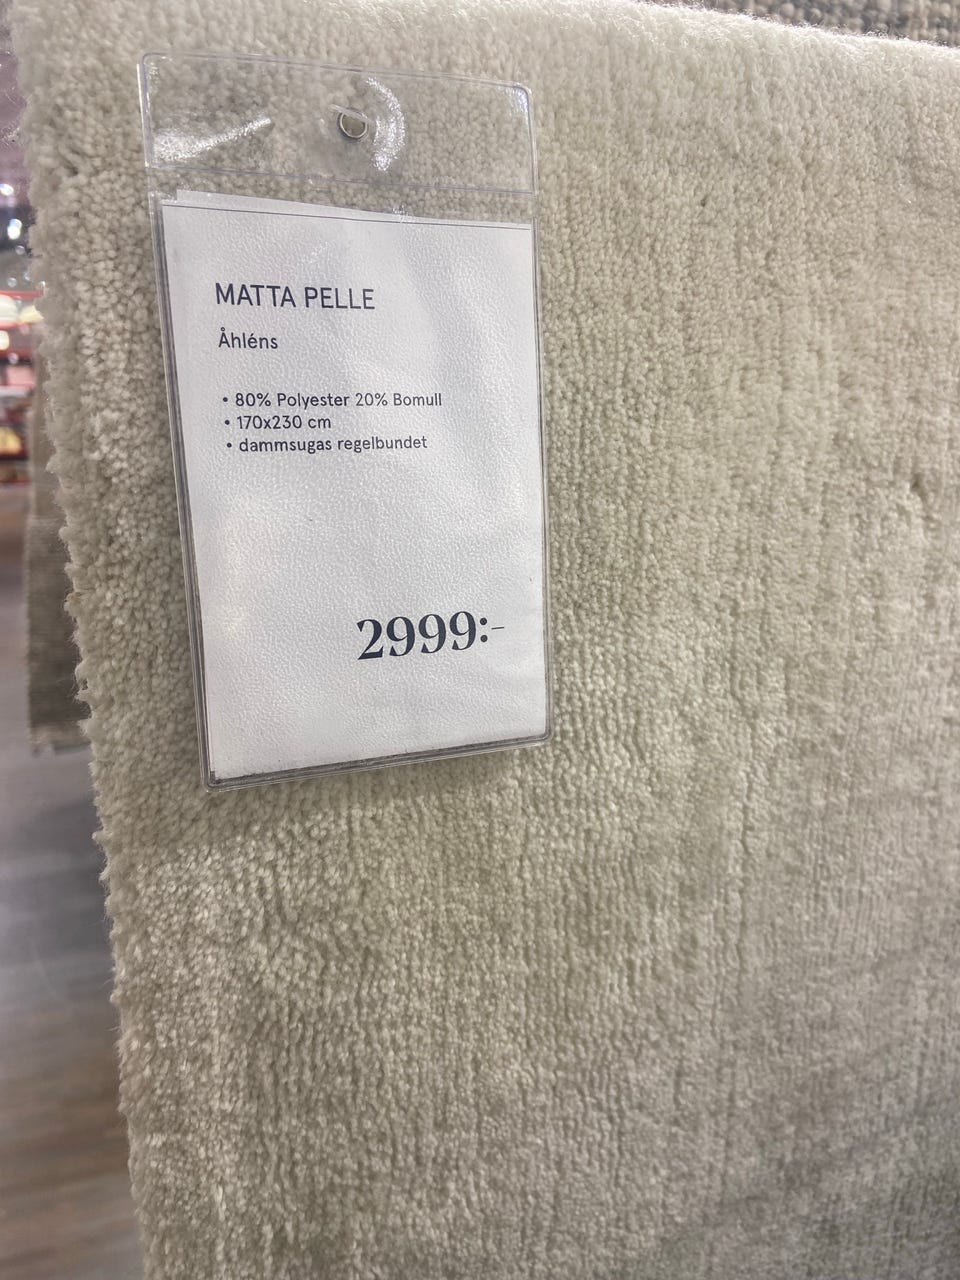 MATTA PELLE
Åhléns
• 80% Polyester 20% Bomull
• 170x230 cm
• dammsugas regelbundet
2999:-